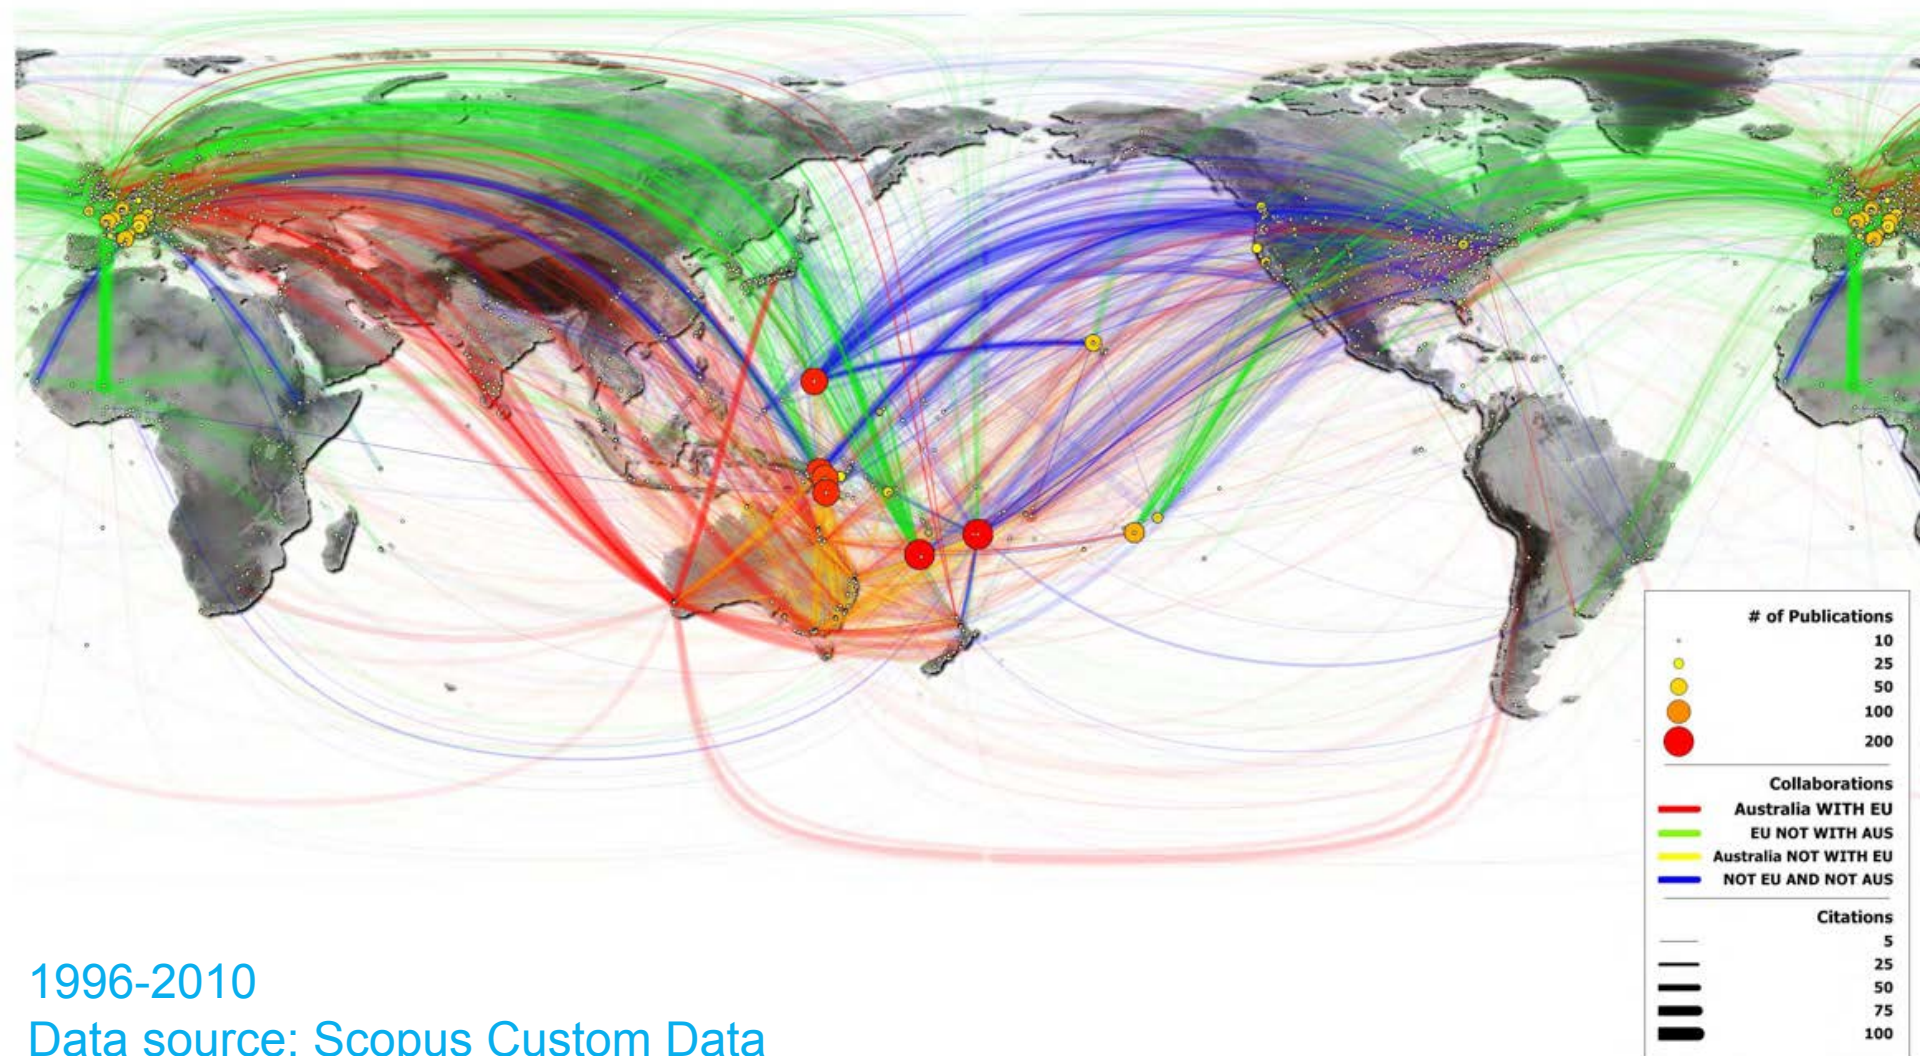 # of Publications
10
25
50
100
200
Collaborations
Australia WITH EU
EU NOT WITH AUS
Australia NOT WITH EU
NOT EU AND NOT AUS
Citations
5
25
50
75
100
1996-2010
Data source: Scopus Custom Data